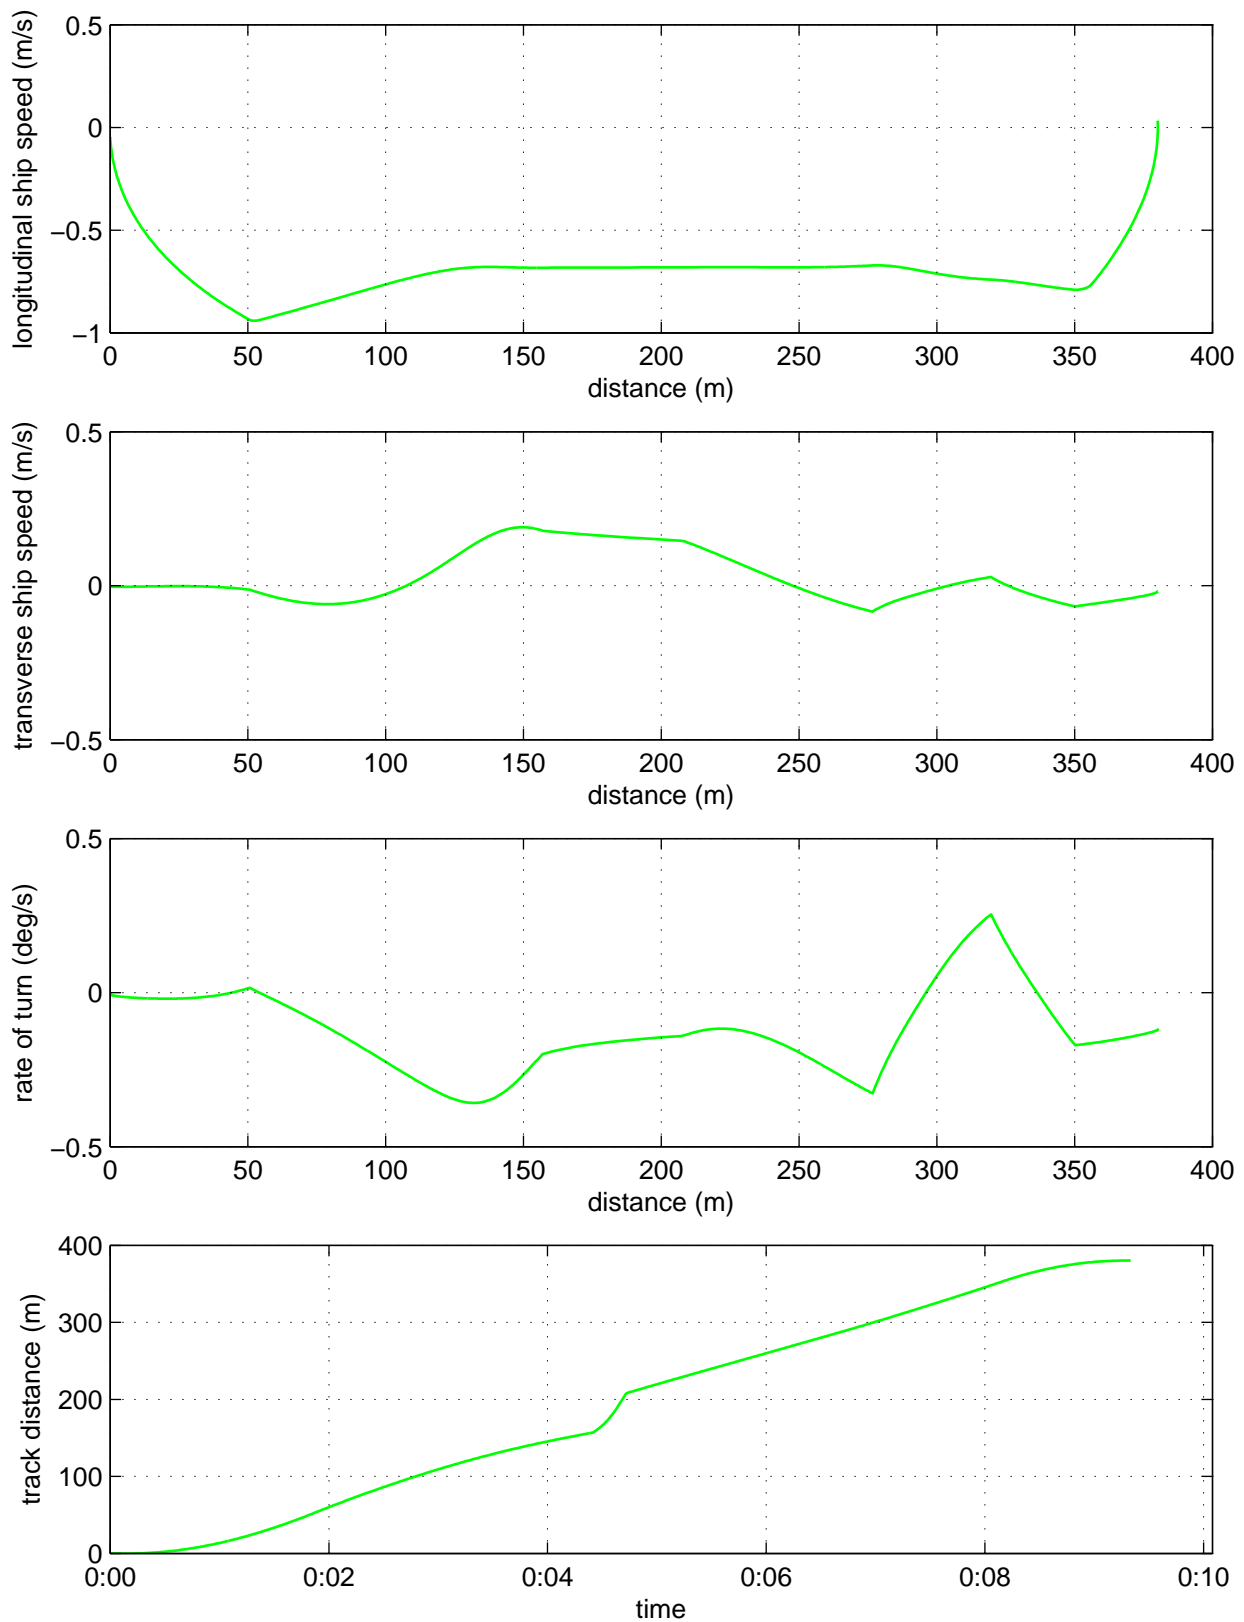 longitudinal ship speed (m/s)
0.5
0
−0.5
−1
0 50 100 150 200 250 300 350 400
distance (m)
transverse ship speed (m/s)
0.5
0
−0.5
0 50 100 150 200 250 300 350 400
distance (m)
rate of turn (deg/s)
0.5
0
−0.5
0 50 100 150 200 250 300 350 400
distance (m)
track distance (m)
400
300
200
100
0
0:00 0:02 0:04 0:06 0:08 0:10
time